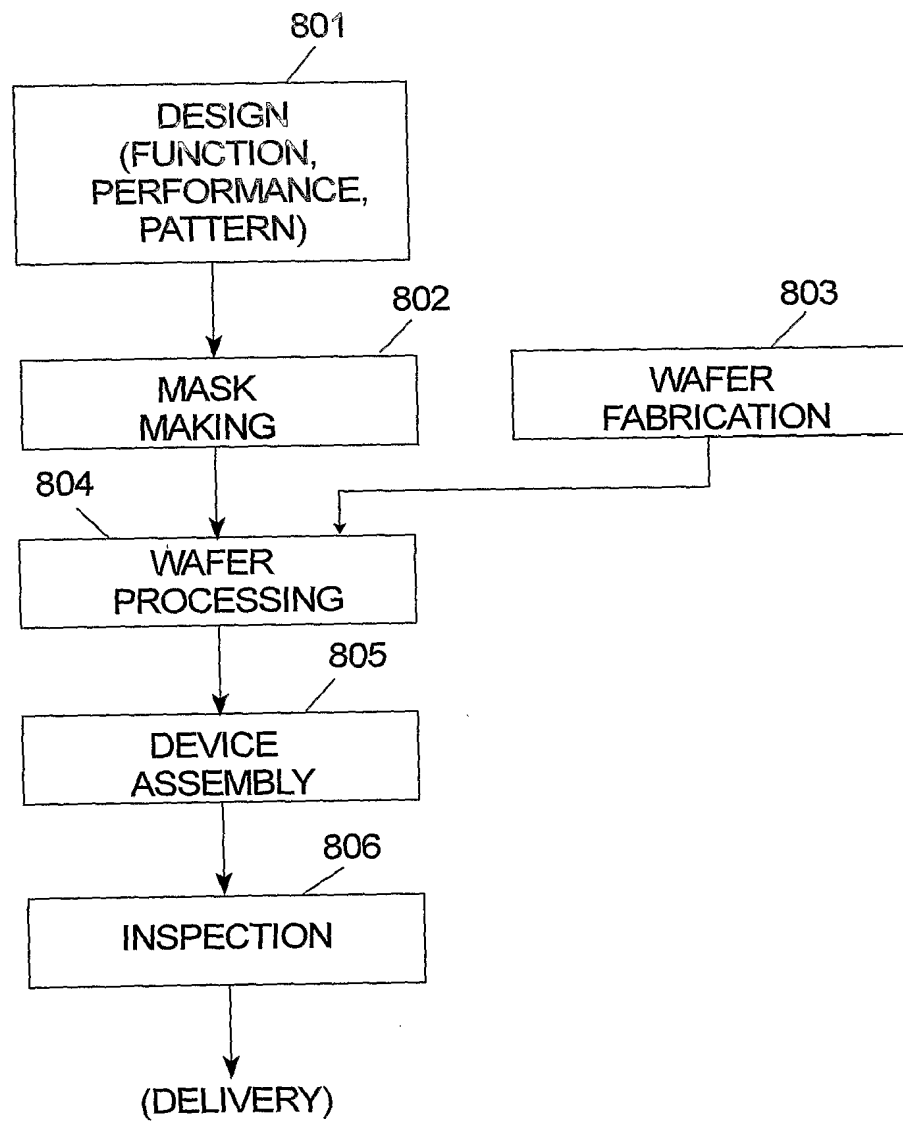 801
DESIGN
(FUNCTION,
PERFORMANCE,
PATTERN)
802
MASK
MAKING
803
WAFER
FABRICATION
804
WAFER
PROCESSING
805
DEVICE
ASSEMBLY
806
INSPECTION
(DELIVERY)